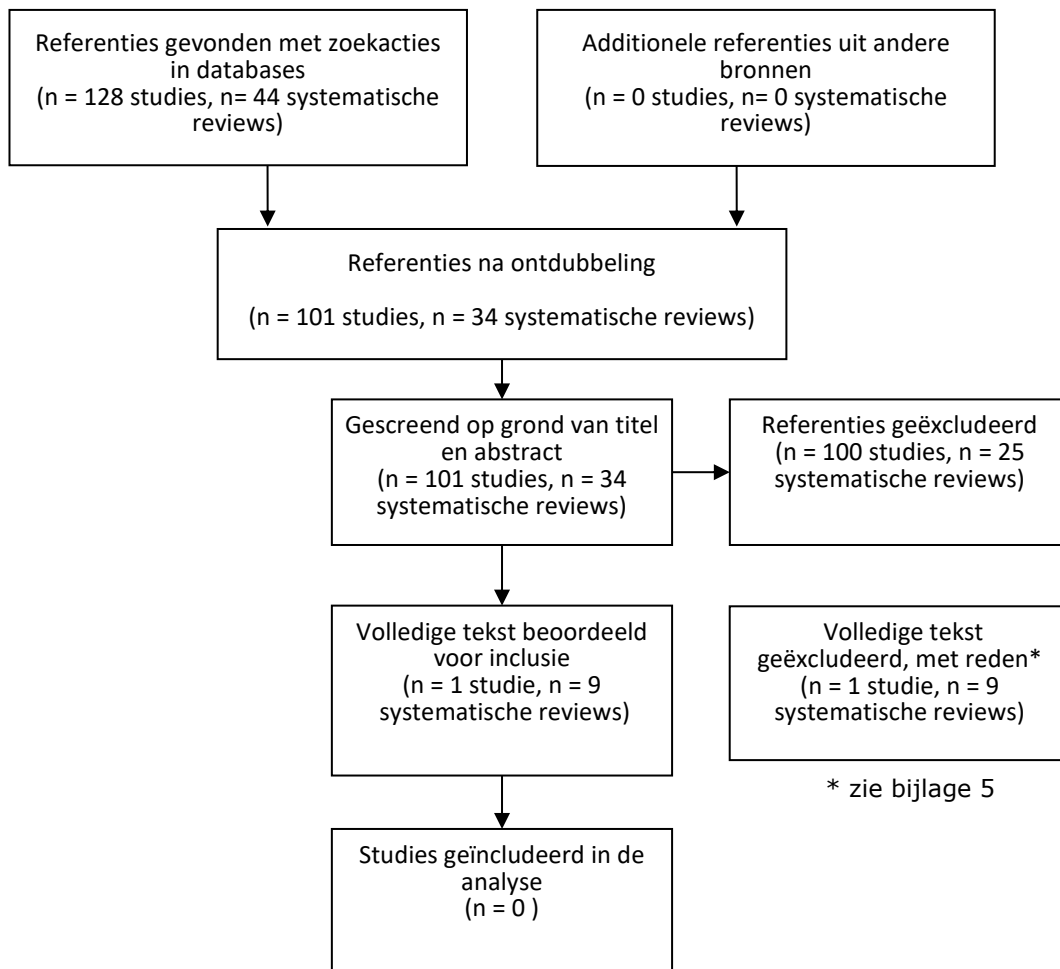 Referenties gevonden met zoekacties
in databases
(n = 128 studies, n= 44 systematische
reviews)
Additionele referenties uit andere
bronnen
(n = 0 studies, n= 0 systematische
reviews)
Referenties na ontdubbeling
(n = 101 studies, n = 34 systematische reviews)
Gescreend op grond van titel
en abstract
(n = 101 studies, n = 34
systematische reviews)
Referenties geëxcludeerd
(n = 100 studies, n = 25
systematische reviews)
Volledige tekst beoordeeld
voor inclusie
(n = 1 studie, n = 9
systematische reviews)
Volledige tekst
geëxcludeerd, met reden*
(n = 1 studie, n = 9
systematische reviews)
* zie bijlage 5
Studies geïncludeerd in de
analyse
(n = 0 )